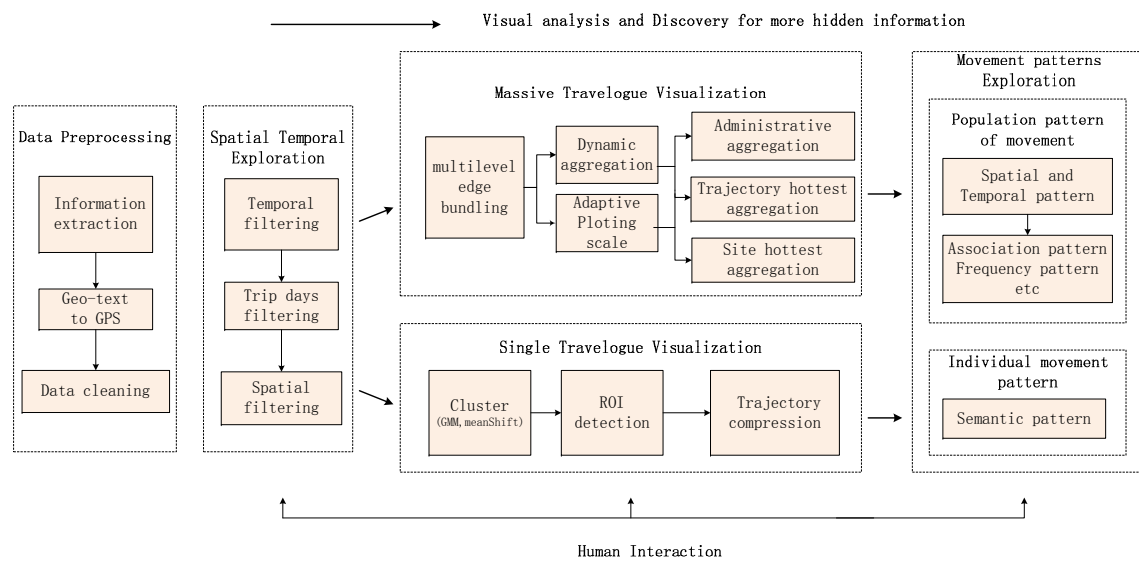 Visual analysis and Discovery for more hidden information
Data Preprocessing
Information
extraction
Geo-text
to GPS
Data cleaning
Spatial Temporal
Exploration
Temporal
filtering
Trip days
filtering
Spatial
filtering
Massive Travelogue Visualization
multilevel
edge
bundling
Dynamic
aggregation
Adaptive
Ploting
scale
Administrative
aggregation
Trajectory hottest
aggregation
Site hottest
aggregation
Single Travelogue Visualization
Cluster
(GMM,meanShift)
ROI
detection
Trajectory
compression
Movement patterns
Exploration
Population pattern
of movement
Spatial and
Temporal pattern
Association pattern
Frequency pattern
etc
Individual movement
pattern
Semantic pattern
Human Interaction